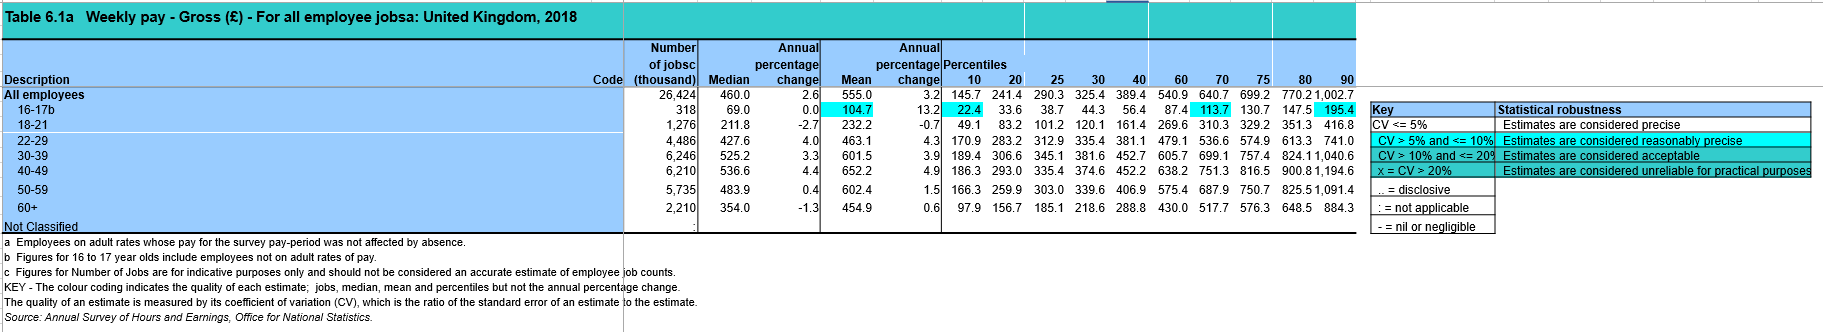 Table 6.1a Weekly pay - Gross (£) - For all employee jobsa: United Kingdom, 2018
Number Annual Annual
of jobsc percentage percentage Percentiles
Description Code (thousand) Median change Mean change 10 20 25 30 40 60 70 75 80 90
All employees 26,424 460.0 2.6 555.0 3.2 145.7 241.4 290.3 325.4 389.4 540.9 640.7 699.2 770.2 1,002.7
16-17b 318 69.0 0.0 104.7 13.2 22.4 33.6 38.7 44.3 56.4 87.4 113.7 130.7 147.5 195.4
18-21 1,276 211.8 -2.7 232.2 -0.7 49.1 83.2 101.2 120.1 161.4 269.6 310.3 329.2 351.3 416.8
22-29 4,486 427.6 4.0 463.1 4.3 170.9 283.2 312.9 335.4 381.1 479.1 536.6 574.9 613.3 741.0
30-39 6,246 525.2 3.3 601.5 3.9 189.4 306.6 345.1 381.6 452.7 605.7 699.1 757.4 824.1 1,040.6
40-49 6,210 536.6 4.4 652.2 4.9 186.3 293.0 335.4 374.6 452.2 638.2 751.3 816.5 900.8 1,194.6
50-59 5,735 483.9 0.4 602.4 1.5 166.3 259.9 303.0 339.6 406.9 575.4 687.9 750.7 825.5 1,091.4
60+ 2,210 354.0 -1.3 454.9 0.6 97.9 156.7 185.1 218.6 288.8 430.0 517.7 576.3 648.5 884.3
Not Classified :
a Employees on adult rates whose pay for the survey pay-period was not affected by absence.
b Figures for 16 to 17 year olds include employees not on adult rates of pay.
c Figures for Number of Jobs are for indicative purposes only and should not be considered an accurate estimate of employee job counts.
KEY - The colour coding indicates the quality of each estimate; jobs, median, mean and percentiles but not the annual percentage change.
The quality of an estimate is measured by its coefficient of variation (CV), which is the ratio of the standard error of an estimate to the estimate.
Source: Annual Survey of Hours and Earnings, Office for National Statistics.
Key Statistical robustness
CV <= 5% Estimates are considered precise
CV > 5% and <= 10% Estimates are considered reasonably precise
CV > 10% and <= 20% Estimates are considered acceptable
x = CV > 20% Estimates are considered unreliable for practical purposes
.. = disclosive
: = not applicable
- = nil or negligible